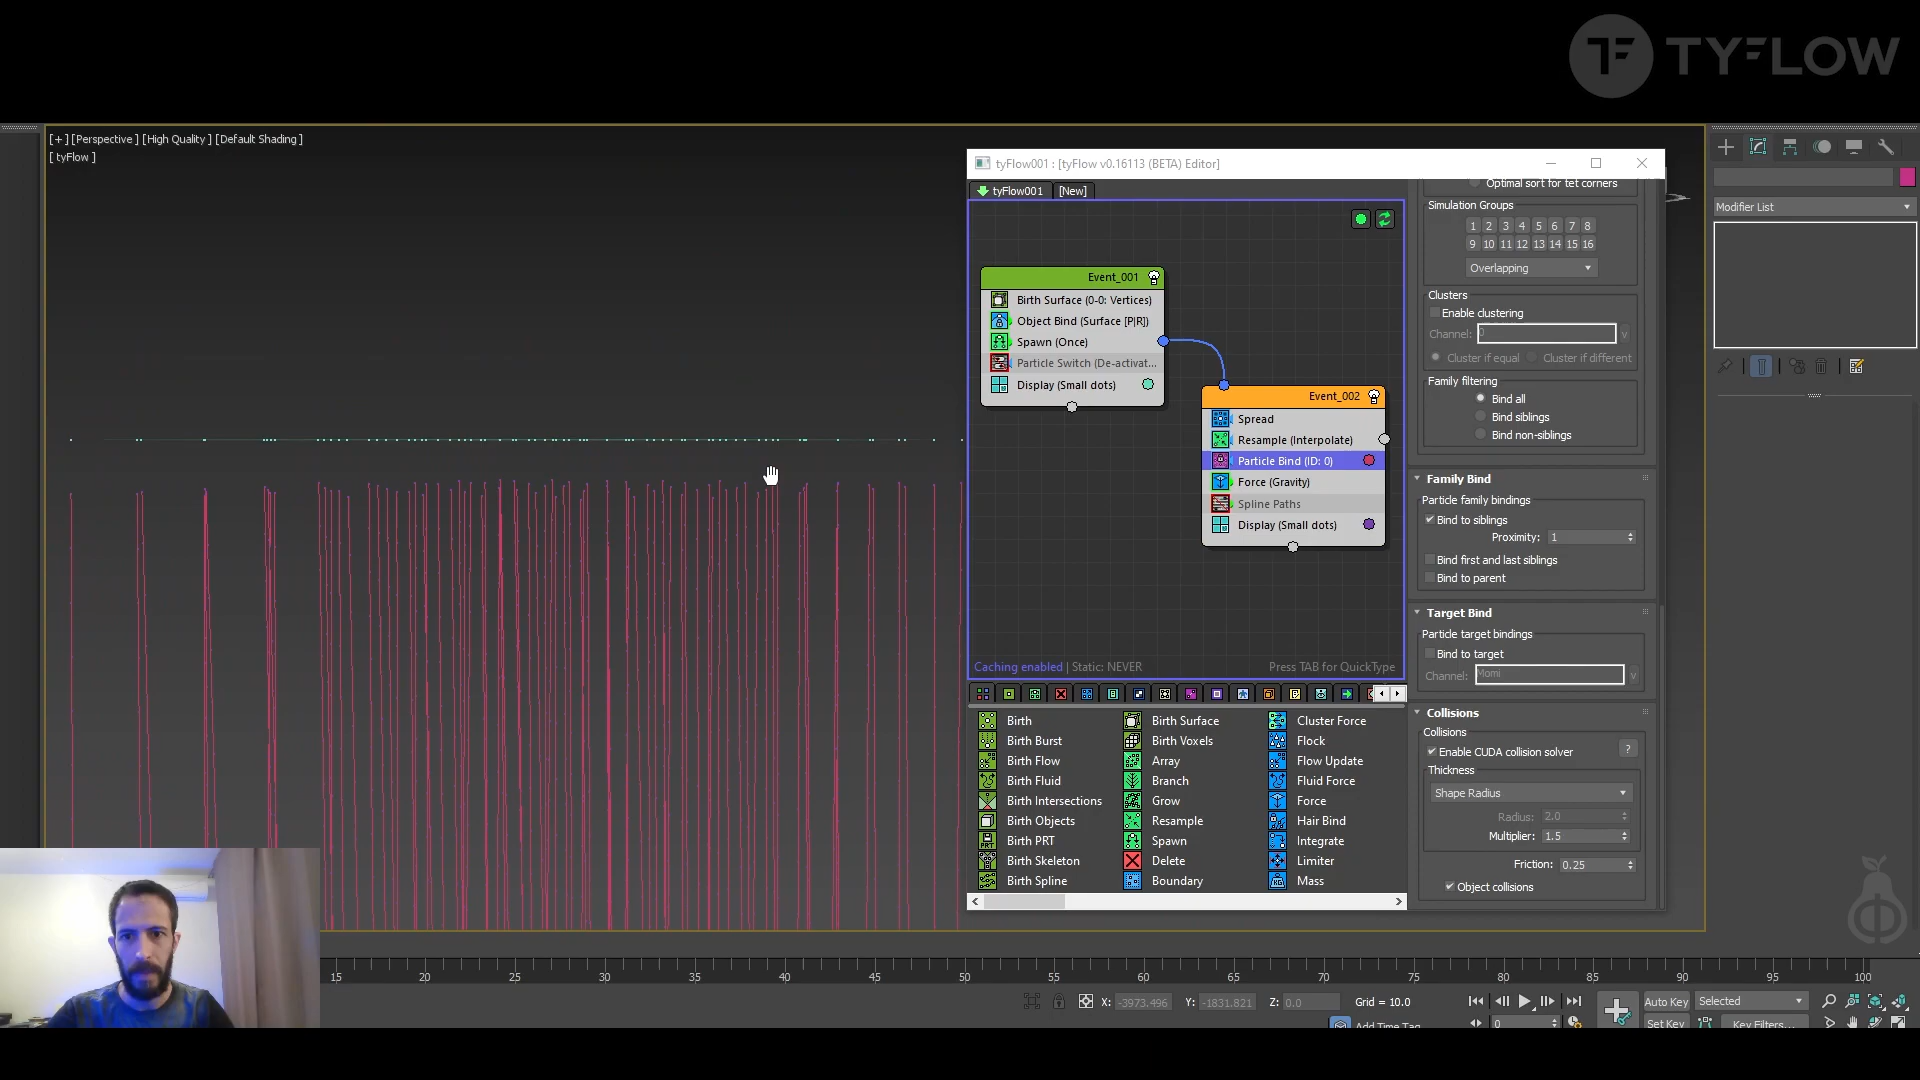 TYFLOW
[+] [Perspective ] [High Quality ] [Default Shading ]
[ tyFlow ]
tyFlow001 : [tyFlow v0.16113 (BETA) Editor]
tyFlow001
[New]
Event_001
Birth Surface (0-0: Vertices)
Object Bind (Surface [P|R])
Spawn (Once)
Particle Switch (De-activat...
Display (Small dots)
Event_002
Spread
Resample (Interpolate)
Particle Bind (ID: 0)
Force (Gravity)
Spline Paths
Display (Small dots)
Caching enabled | Static: NEVER
Press TAB for QuickType
Birth
Birth Burst
Birth Flow
Birth Fluid
Birth Intersections
Birth Objects
Birth PRT
Birth Skeleton
Birth Spline
Birth Surface
Birth Voxels
Array
Branch
Grow
Resample
Spawn
Delete
Boundary
Cluster Force
Flock
Flow Update
Fluid Force
Force
Hair Bind
Integrate
Limiter
Mass
Optimal sort for tet corners
Simulation Groups
1 2 3 4 5 6 7 8
9 10 11 12 13 14 15 16
Overlapping
Clusters
Enable clustering
Channel:
Cluster if equal
Cluster if different
Family filtering
Bind all
Bind siblings
Bind non-siblings
Family Bind
Particle family bindings
Bind to siblings
Proximity: 1
Bind first and last siblings
Bind to parent
Target Bind
Particle target bindings
Bind to target
Channel: Momi
Collisions
Collisions
Enable CUDA collision solver
?
Thickness
Shape Radius
Radius: 2.0
Multiplier: 1.5
Friction: 0.25
Object collisions
Modifier List
15 20 25 30 35 40 45 50 55 60 65 70 75 80 85 90 95 100
X: -3973.496 Y: -1831.821 Z: 0.0 Grid = 10.0
Add Time Tag
0
Auto Key
Selected
Set Key
Key Filters...